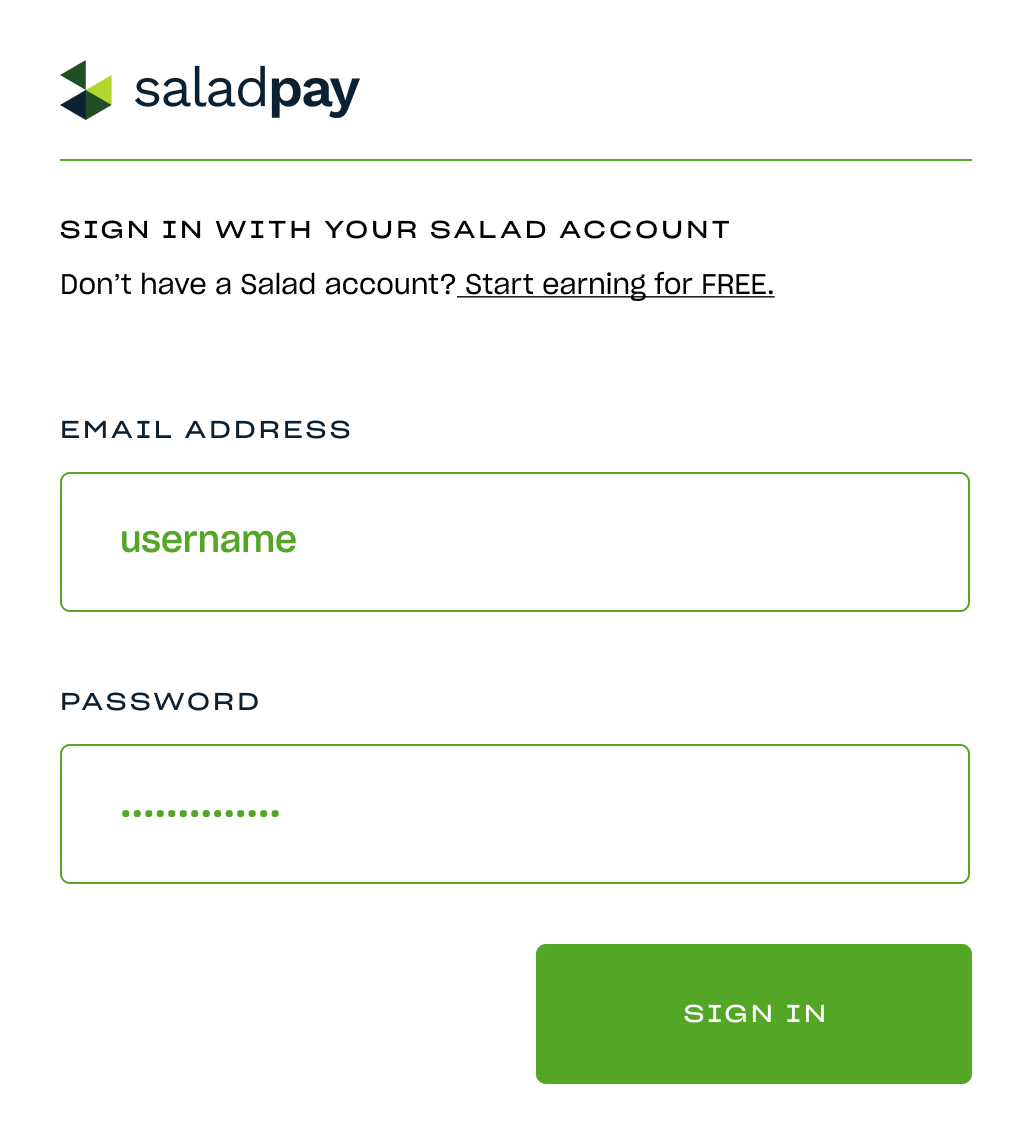 saladpay
SIGN IN WITH YOUR SALAD ACCOUNT
Don’t have a Salad account? Start earning for FREE.
EMAIL ADDRESS
username
PASSWORD
••••••••••••••
SIGN IN